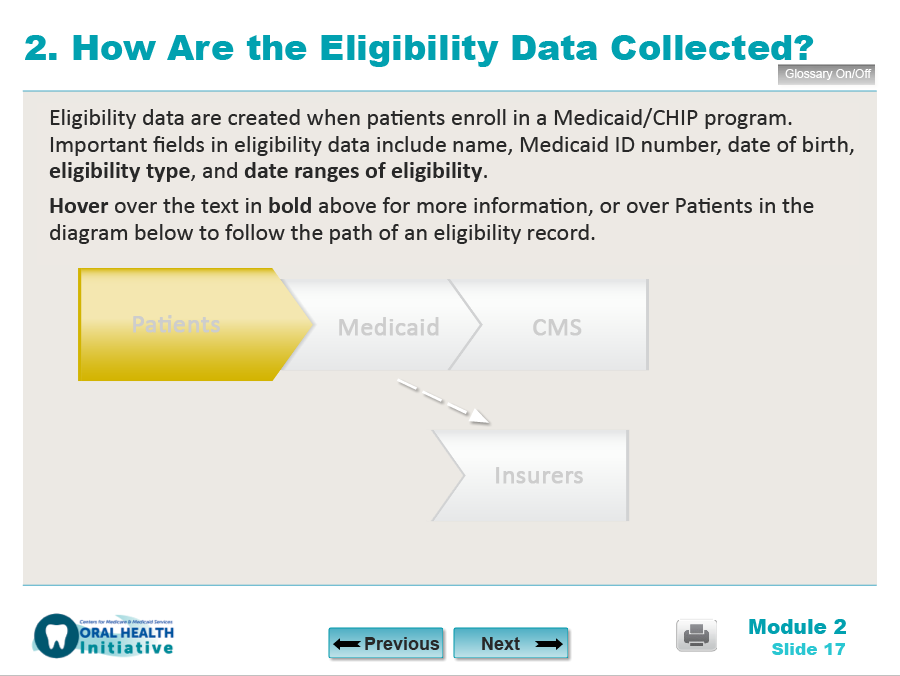 2. How Are the Eligibility Data Collected?
Glossary On/Off
Eligibility data are created when patients enroll in a Medicaid/CHIP program.
Important fields in eligibility data include name, Medicaid ID number, date of birth,
eligibility type, and date ranges of eligibility.
Hover over the text in bold above for more information, or over Patients in the
diagram below to follow the path of an eligibility record.
Patients
Medicaid
CMS
Insurers
Centers for Medicare & Medicaid Services
ORAL HEALTH
Initiative
Previous
Next
Module 2
Slide 17